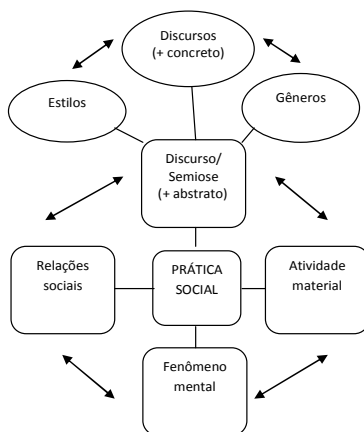 Discursos
(+ concreto)
Estilos
Gêneros
Discurso/
Semiose
(+ abstrato)
Relações
sociais
PRÁTICA
SOCIAL
Atividade
material
Fenômeno
mental